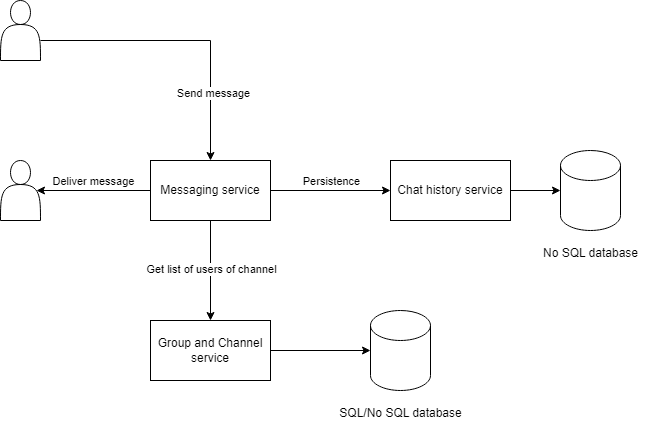 Send message
Deliver message
Messaging service
Persistence
Chat history service
No SQL database
Get list of users of channel
Group and Channel
service
SQL/No SQL database